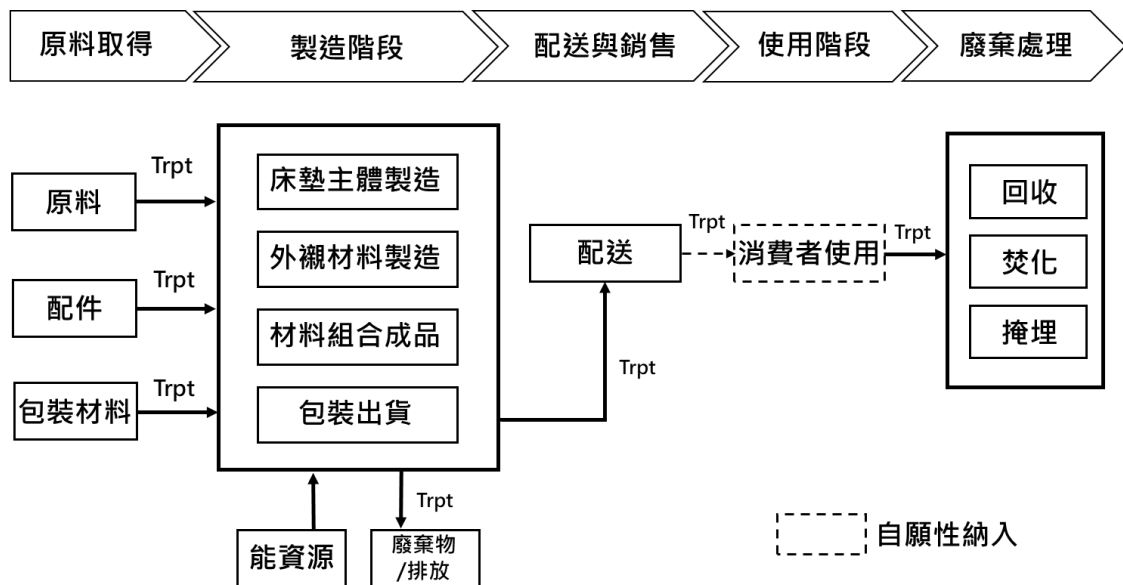 原料取得
製造階段
配送與銷售
使用階段
廢棄處理
原料
Trpt
配件
Trpt
包裝材料
Trpt
床墊主體製造
外襯材料製造
材料組合成品
包裝出貨
能資源
Trpt
廢棄物
/排放
Trpt
配送
Trpt
消費者使用
Trpt
回收
焚化
掩埋
自願性納入